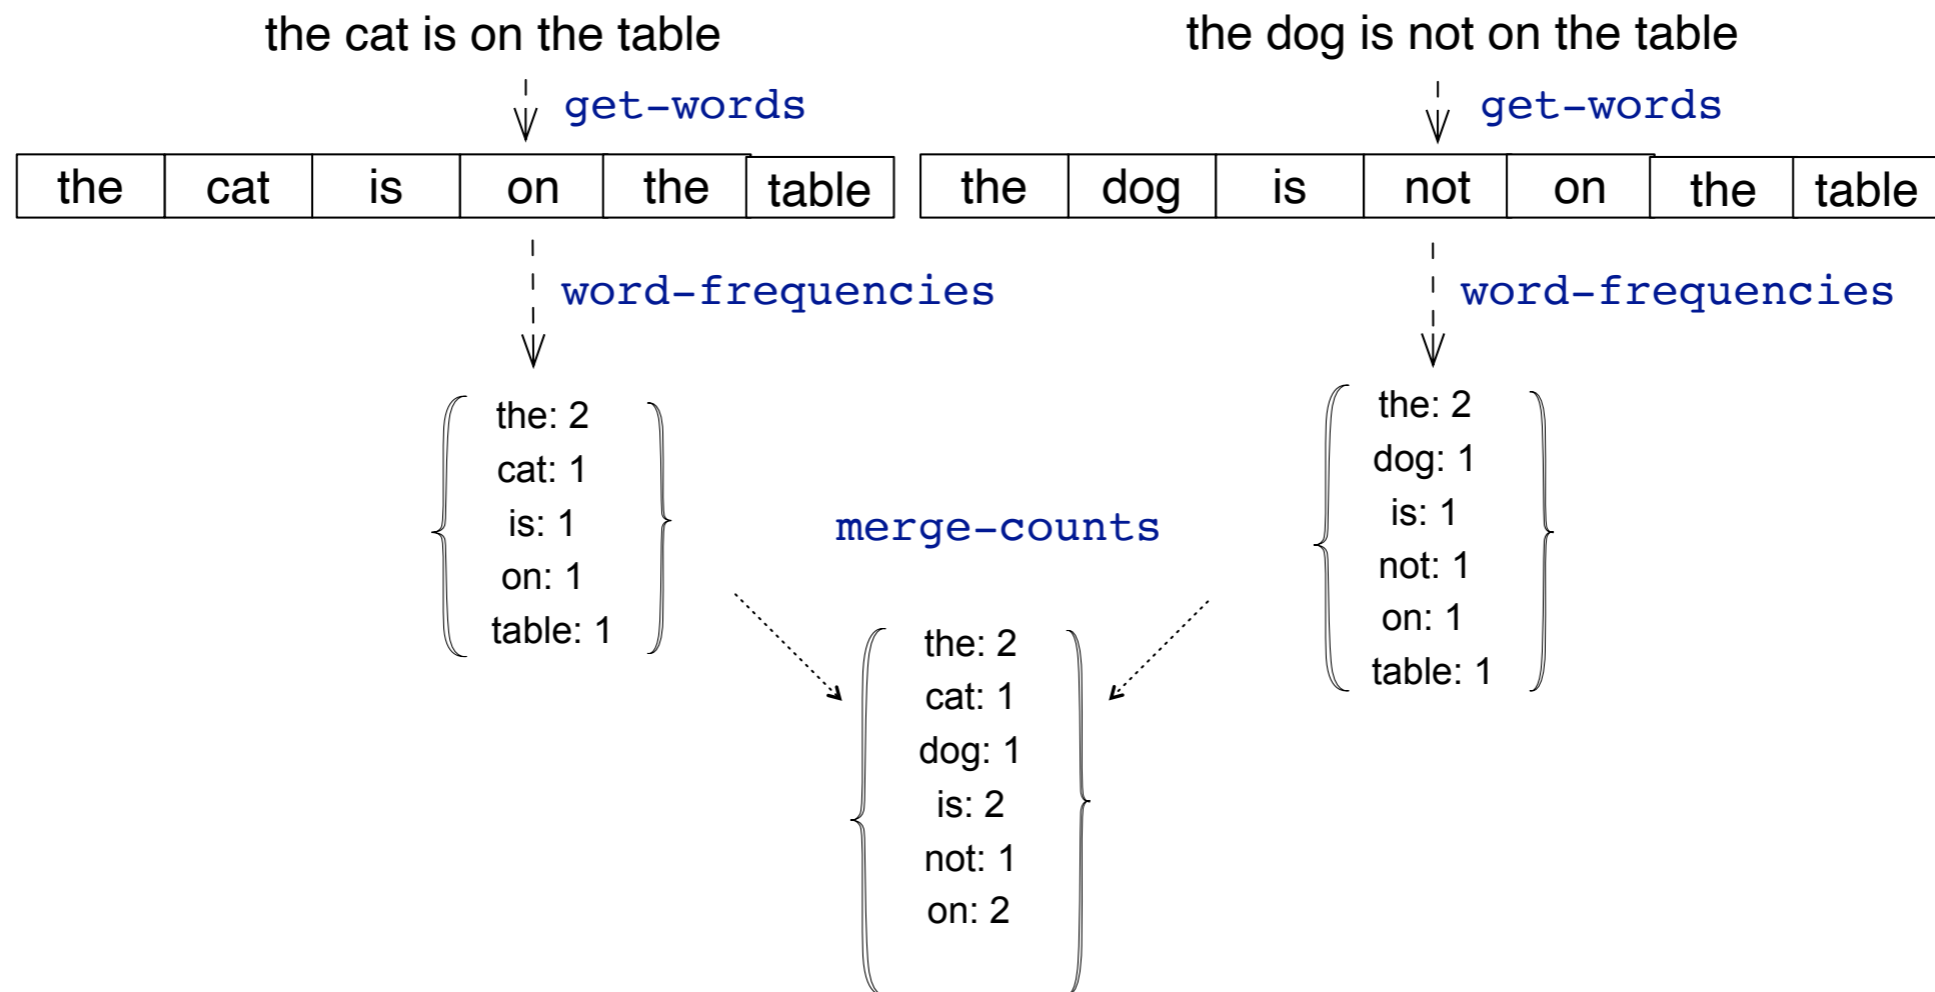 the cat is on the table
the dog is not on the table
get-words
get-words
the cat is on the table
the dog is not on the table
word-frequencies
word-frequencies
the: 2
cat: 1
is: 1
on: 1
table: 1
the: 2
dog: 1
is: 1
not: 1
on: 1
table: 1
merge-counts
the: 2
cat: 1
dog: 1
is: 2
not: 1
on: 2